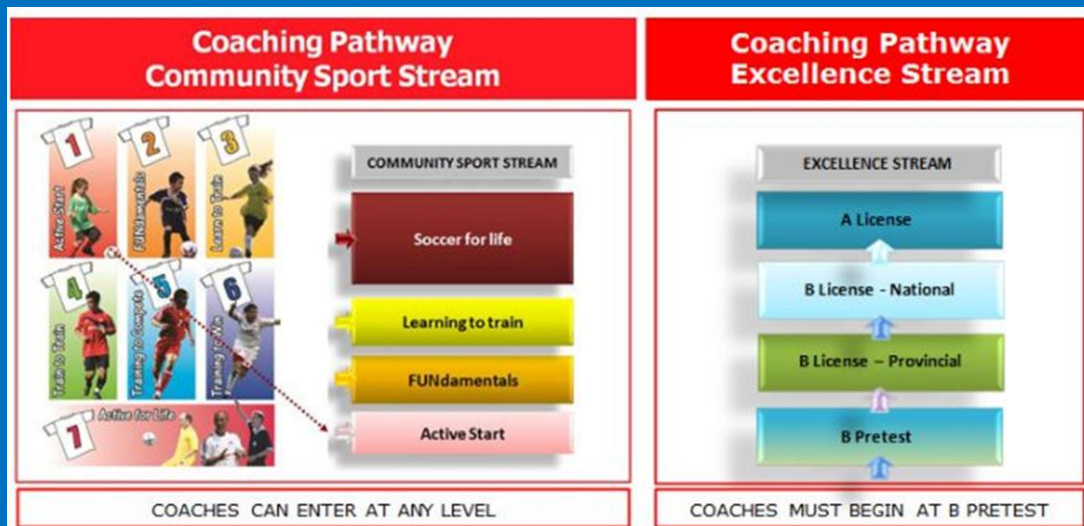 Coaching Pathway
Community Sport Stream
1
Active Start
2
FUNdamentals
3
Learn to Train
4
Train to Train
5
Training to Compete
6
Training to Win
7
Active for Life
COMMUNITY SPORT STREAM
Soccer for life
Learning to train
FUNdamentals
Active Start
COACHES CAN ENTER AT ANY LEVEL
Coaching Pathway
Excellence Stream
EXCELLENCE STREAM
A License
B License - National
B License – Provincial
B Pretest
COACHES MUST BEGIN AT B PRETEST